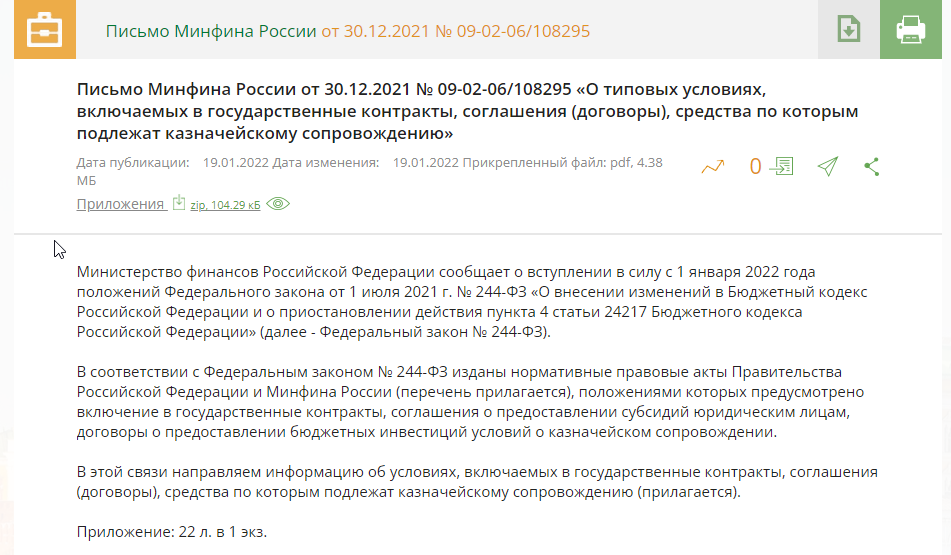 Письмо Минфина России от 30.12.2021 № 09-02-06/108295
Письмо Минфина России от 30.12.2021 № 09-02-06/108295 «О типовых условиях,
включаемых в государственные контракты, соглашения (договоры), средства по которым
подлежат казначейскому сопровождению»
Дата публикации: 19.01.2022 Дата изменения: 19.01.2022 Прикрепленный файл: pdf, 4.38
МБ
0
Приложения zip, 104.29 кБ
Министерство финансов Российской Федерации сообщает о вступлении в силу с 1 января 2022 года
положений Федерального закона от 1 июля 2021 г. № 244-ФЗ «О внесении изменений в Бюджетный кодекс
Российской Федерации и о приостановлении действия пункта 4 статьи 24217 Бюджетного кодекса
Российской Федерации» (далее - Федеральный закон № 244-ФЗ).
В соответствии с Федеральным законом № 244-ФЗ изданы нормативные правовые акты Правительства
Российской Федерации и Минфина России (перечень прилагается), положениями которых предусмотрено
включение в государственные контракты, соглашения о предоставлении субсидий юридическим лицам,
договоры о предоставлении бюджетных инвестиций условий о казначейском сопровождении.
В этой связи направляем информацию об условиях, включаемых в государственные контракты, соглашения
(договоры), средства по которым подлежат казначейскому сопровождению (прилагается).
Приложение: 22 л. в 1 экз.